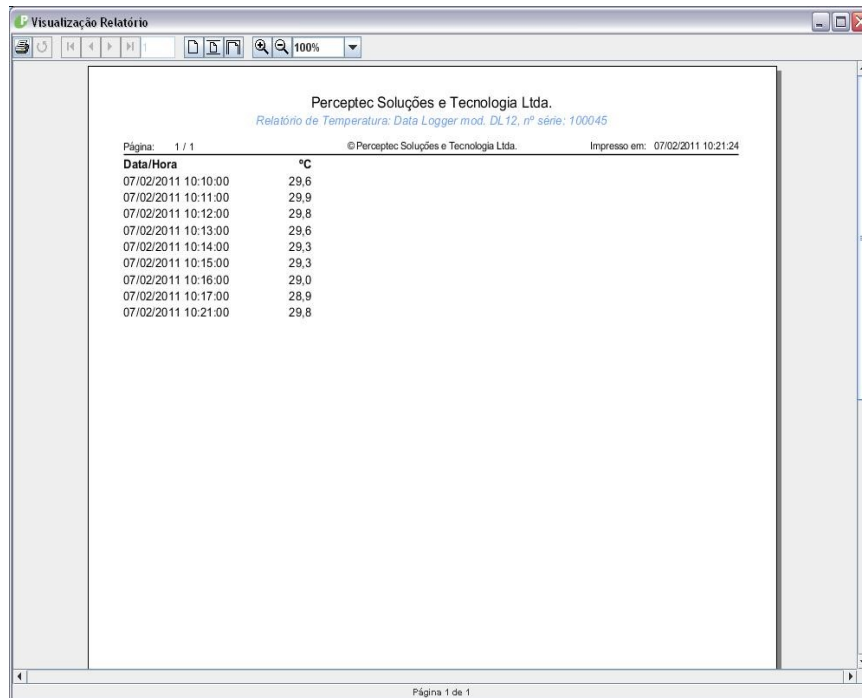 Visualização Relatório
1 100%
Perceptec Soluções e Tecnologia Ltda.
Relatório de Temperatura: Data Logger mod. DL12, nº série: 100045
Página: 1 / 1 © Perceptec Soluções e Tecnologia Ltda. Impresso em: 07/02/2011 10:21:24
Data/Hora ºC
07/02/2011 10:10:00 29,6
07/02/2011 10:11:00 29,9
07/02/2011 10:12:00 29,8
07/02/2011 10:13:00 29,6
07/02/2011 10:14:00 29,3
07/02/2011 10:15:00 29,3
07/02/2011 10:16:00 29,0
07/02/2011 10:17:00 28,9
07/02/2011 10:21:00 29,8
Página 1 de 1